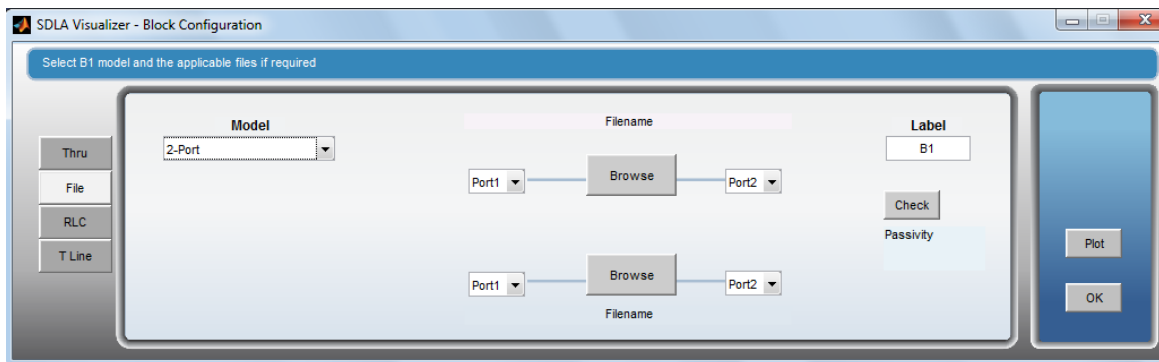 SDLA Visualizer - Block Configuration
Select B1 model and the applicable files if required
Thru
File
RLC
T Line
Model
2-Port
Filename
Port1
Browse
Port2
Port1
Browse
Port2
Filename
Label
B1
Check
Passivity
Plot
OK